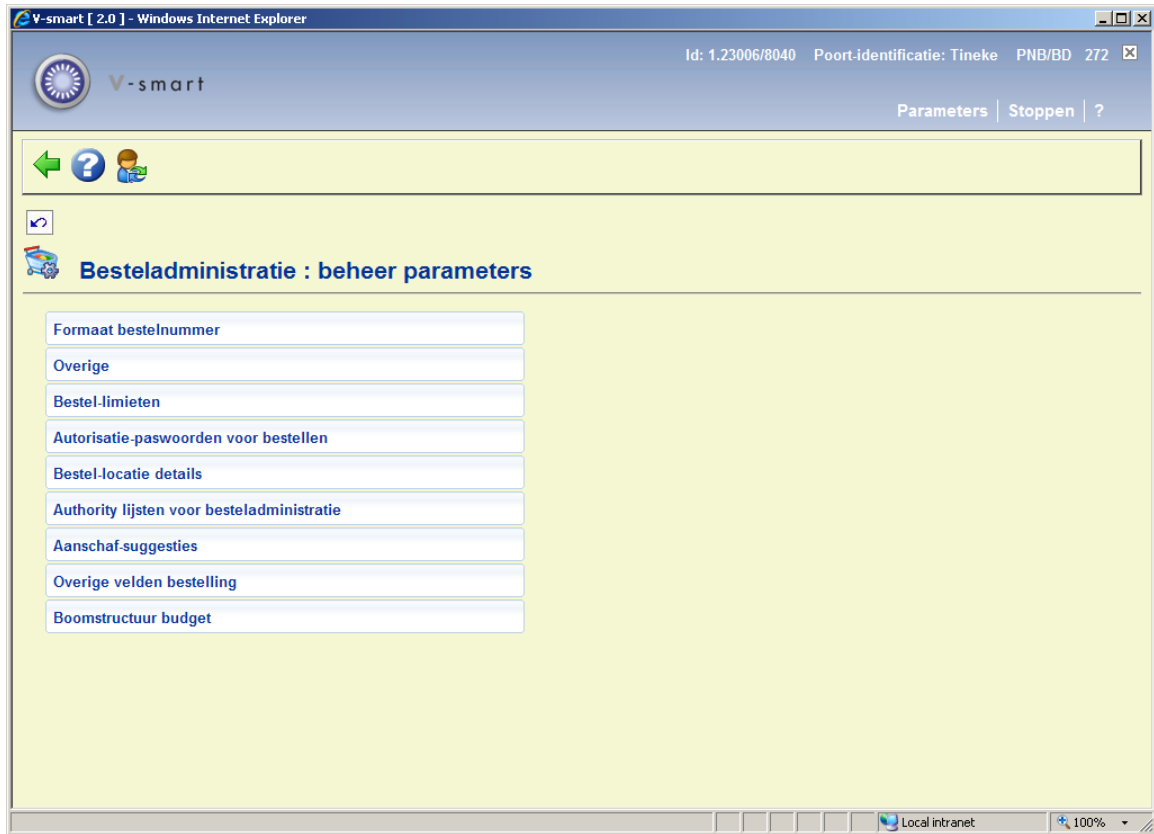 V-smart [ 2.0 ] - Windows Internet Explorer
Id: 1.23006/8040 Poort-identificatie: Tineke PNB/BD 272
V-smart
Parameters | Stoppen | ?
Besteladministratie : beheer parameters
Formaat bestelnummer
Overige
Bestel-limieten
Autorisatie-paswoorden voor bestellen
Bestel-locatie details
Authority lijsten voor besteladministratie
Aanschaf-suggesties
Overige velden bestelling
Boomstructuur budget
Local intranet 100%